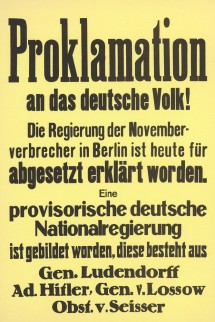 Proklamation
an das deutsche Volk!
Die Regierung der November-
verbrecher in Berlin ist heute für
abgesetzt erklärt worden.
Eine
provisorische deutsche
Nationalregierung
ist gebildet worden, diese besteht aus
Gen. Ludendorff
Ad. Hitler, Gen. v. Lossow
Obst. v. Seisser